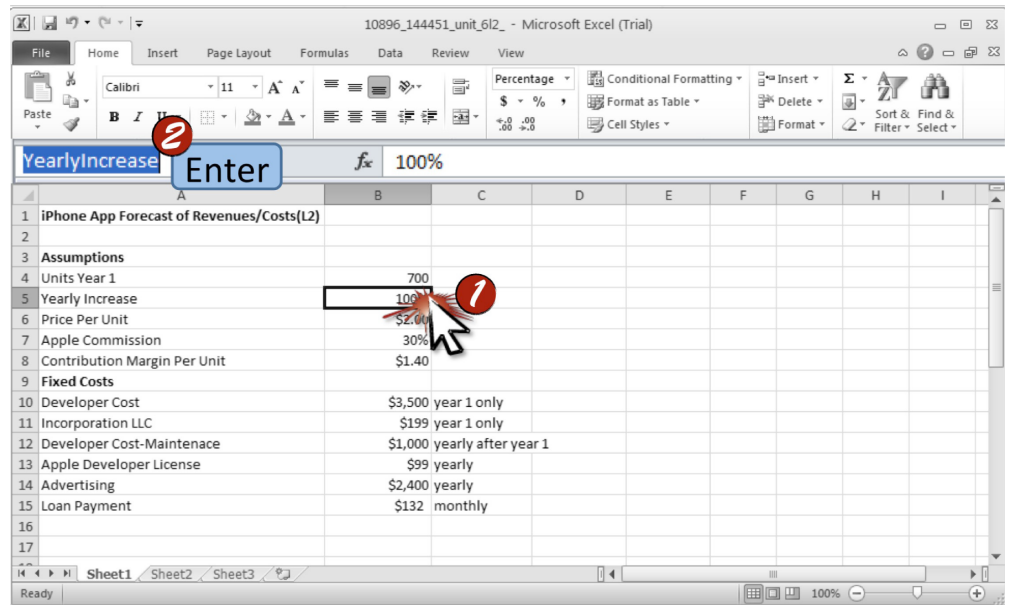 10896_144451_unit_6l2_ - Microsoft Excel (Trial)
File Home Insert Page Layout Formulas Data Review View
Paste
Calibri 11 A A
B I U A
Percentage
$ % ,
.0 .00 .00 .0
Conditional Formatting
Format as Table
Cell Styles
Insert
Delete
Format
Σ
Sort & Filter
Find & Select
YearlyIncrease 2 Enter fx 100%
A B C D E F G H I
1 iPhone App Forecast of Revenues/Costs(L2)
2
3 Assumptions
4 Units Year 1 700
5 Yearly Increase 1
6 Price Per Unit $2.00
7 Apple Commission 30%
8 Contribution Margin Per Unit $1.40
9 Fixed Costs
10 Developer Cost $3,500 year 1 only
11 Incorporation LLC $199 year 1 only
12 Developer Cost-Maintenace $1,000 yearly after year 1
13 Apple Developer License $99 yearly
14 Advertising $2,400 yearly
15 Loan Payment $132 monthly
16
17
Sheet1 Sheet2 Sheet3
Ready 100%